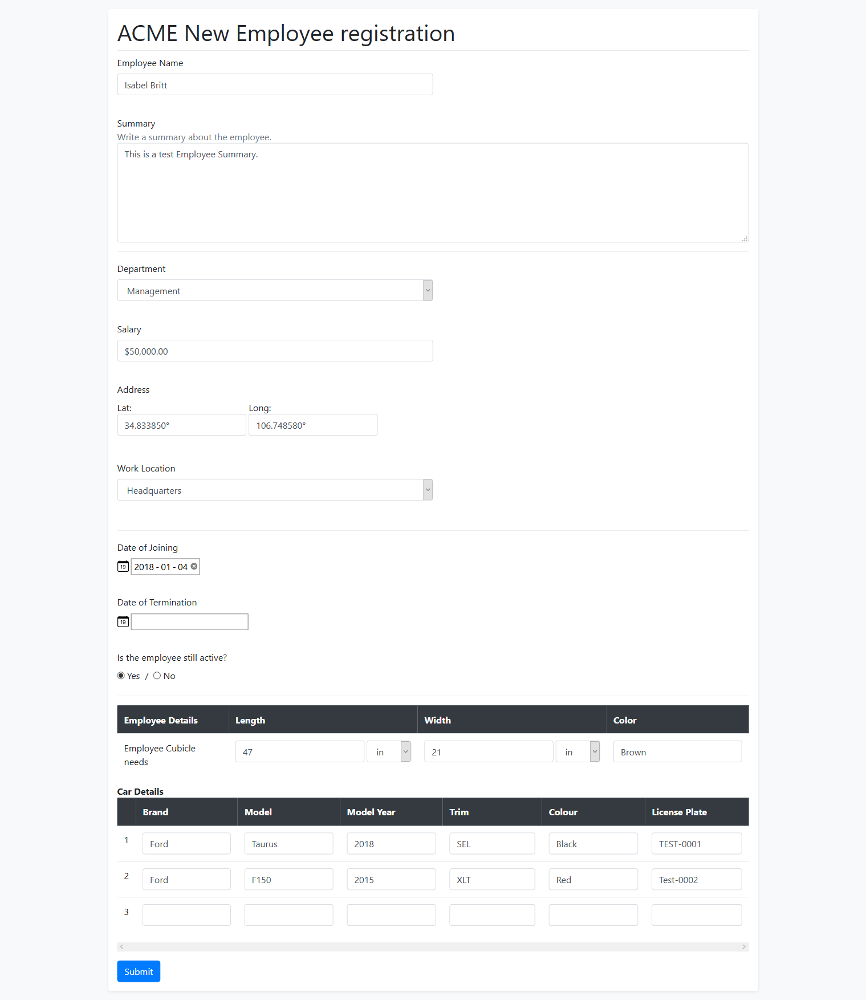 ACME New Employee registration
Employee Name
Isabel Britt
Summary
Write a summary about the employee.
This is a test Employee Summary.
Department
Management
Salary
$50,000.00
Address
Lat: Long:
34.833850° 106.748580°
Work Location
Headquarters
Date of Joining
19 2018 - 01 - 04
Date of Termination
19
Is the employee still active?
Yes / No
Employee Details Length Width Color
Employee Cubicle needs 47 in 21 in Brown
Car Details
Brand Model Model Year Trim Colour License Plate
1 Ford Taurus 2018 SEL Black TEST-0001
2 Ford F150 2015 XLT Red Test-0002
3
Submit